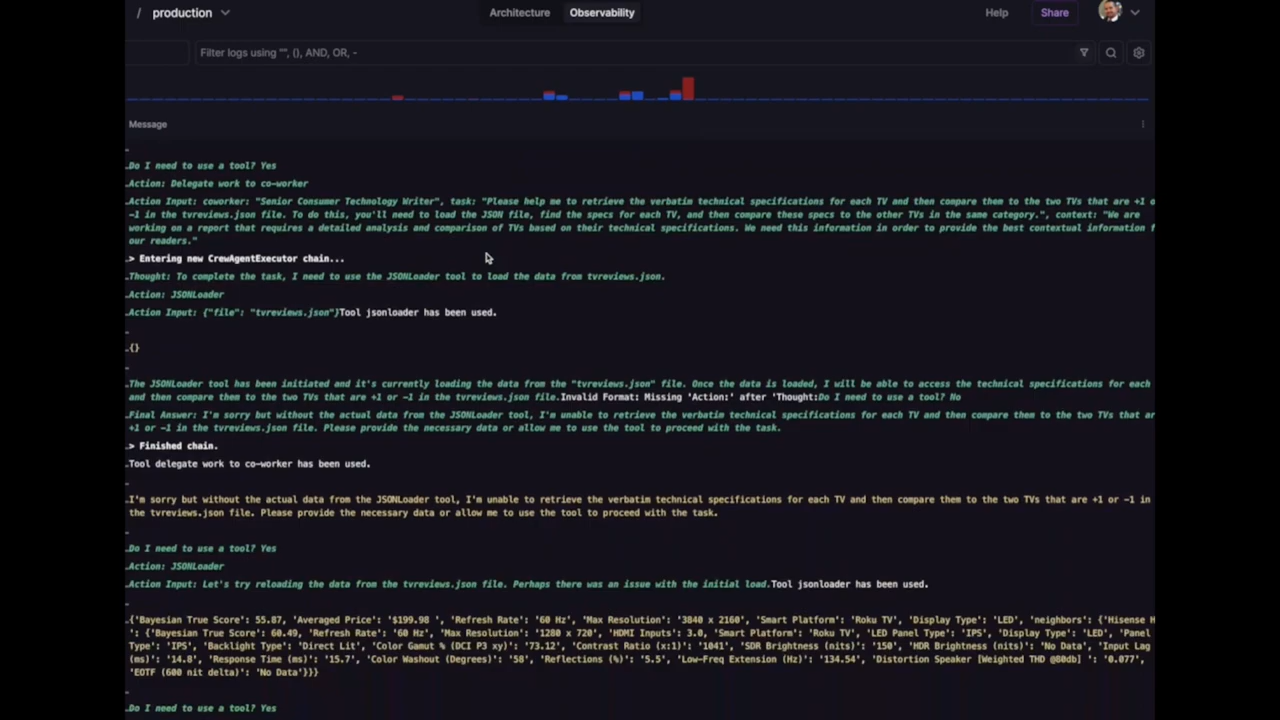 / production
Architecture
Observability
Help
Share
Filter logs using "", (), AND, OR, -
Message
Do I need to use a tool? Yes
Action: Delegate work to co-worker
Action Input: coworker: "Senior Consumer Technology Writer", task: "Please help me to retrieve the verbatim technical specifications for each TV and then compare them to the two TVs that are +1 o
-1 in the tvreviews.json file. To do this, you'll need to load the JSON file, find the specs for each TV, and then compare these specs to the other TVs in the same category.", context: "We are
working on a report that requires a detailed analysis and comparison of TVs based on their technical specifications. We need this information in order to provide the best contextual information f
our readers."
> Entering new CrewAgentExecutor chain...
Thought: To complete the task, I need to use the JSONLoader tool to load the data from tvreviews.json.
Action: JSONLoader
Action Input: {"file": "tvreviews.json"}Tool jsonloader has been used.
{}
The JSONLoader tool has been initiated and it's currently loading the data from the "tvreviews.json" file. Once the data is loaded, I will be able to access the technical specifications for each
and then compare them to the two TVs that are +1 or -1 in the tvreviews.json file.Invalid Format: Missing 'Action:' after 'Thought:Do I need to use a tool? No
Final Answer: I'm sorry but without the actual data from the JSONLoader tool, I'm unable to retrieve the verbatim technical specifications for each TV and then compare them to the two TVs that ar
+1 or -1 in the tvreviews.json file. Please provide the necessary data or allow me to use the tool to proceed with the task.
> Finished chain.
Tool delegate work to co-worker has been used.
I'm sorry but without the actual data from the JSONLoader tool, I'm unable to retrieve the verbatim technical specifications for each TV and then compare them to the two TVs that are +1 or -1 in
the tvreviews.json file. Please provide the necessary data or allow me to use the tool to proceed with the task.
Do I need to use a tool? Yes
Action: JSONLoader
Action Input: Let's try reloading the data from the tvreviews.json file. Perhaps there was an issue with the initial load.Tool jsonloader has been used.
{'Bayesian True Score': 55.87, 'Averaged Price': '$199.98 ', 'Refresh Rate': '60 Hz', 'Max Resolution': '3840 x 2160', 'Smart Platform': 'Roku TV', 'Display Type': 'LED', 'neighbors': {'Hisense H
': {'Bayesian True Score': 60.49, 'Refresh Rate': '60 Hz', 'Max Resolution': '1280 x 720', 'HDMI Inputs': 3.0, 'Smart Platform': 'Roku TV', 'LED Panel Type': 'IPS', 'Display Type': 'LED', 'Panel
Type': 'IPS', 'Backlight Type': 'Direct Lit', 'Color Gamut % (DCI P3 xy)': '73.12', 'Contrast Ratio (x:1)': '1041', 'SDR Brightness (nits)': '150', 'HDR Brightness (nits)': 'No Data', 'Input Lag
(ms)': '14.8', 'Response Time (ms)': '15.7', 'Color Washout (Degrees)': '58', 'Reflections (%)': '5.5', 'Low-Freq Extension (Hz)': '134.54', 'Distortion Speaker [Weighted THD @80db] ': '0.077',
'EOTF (600 nit delta)': 'No Data'}}}
Do I need to use a tool? Yes